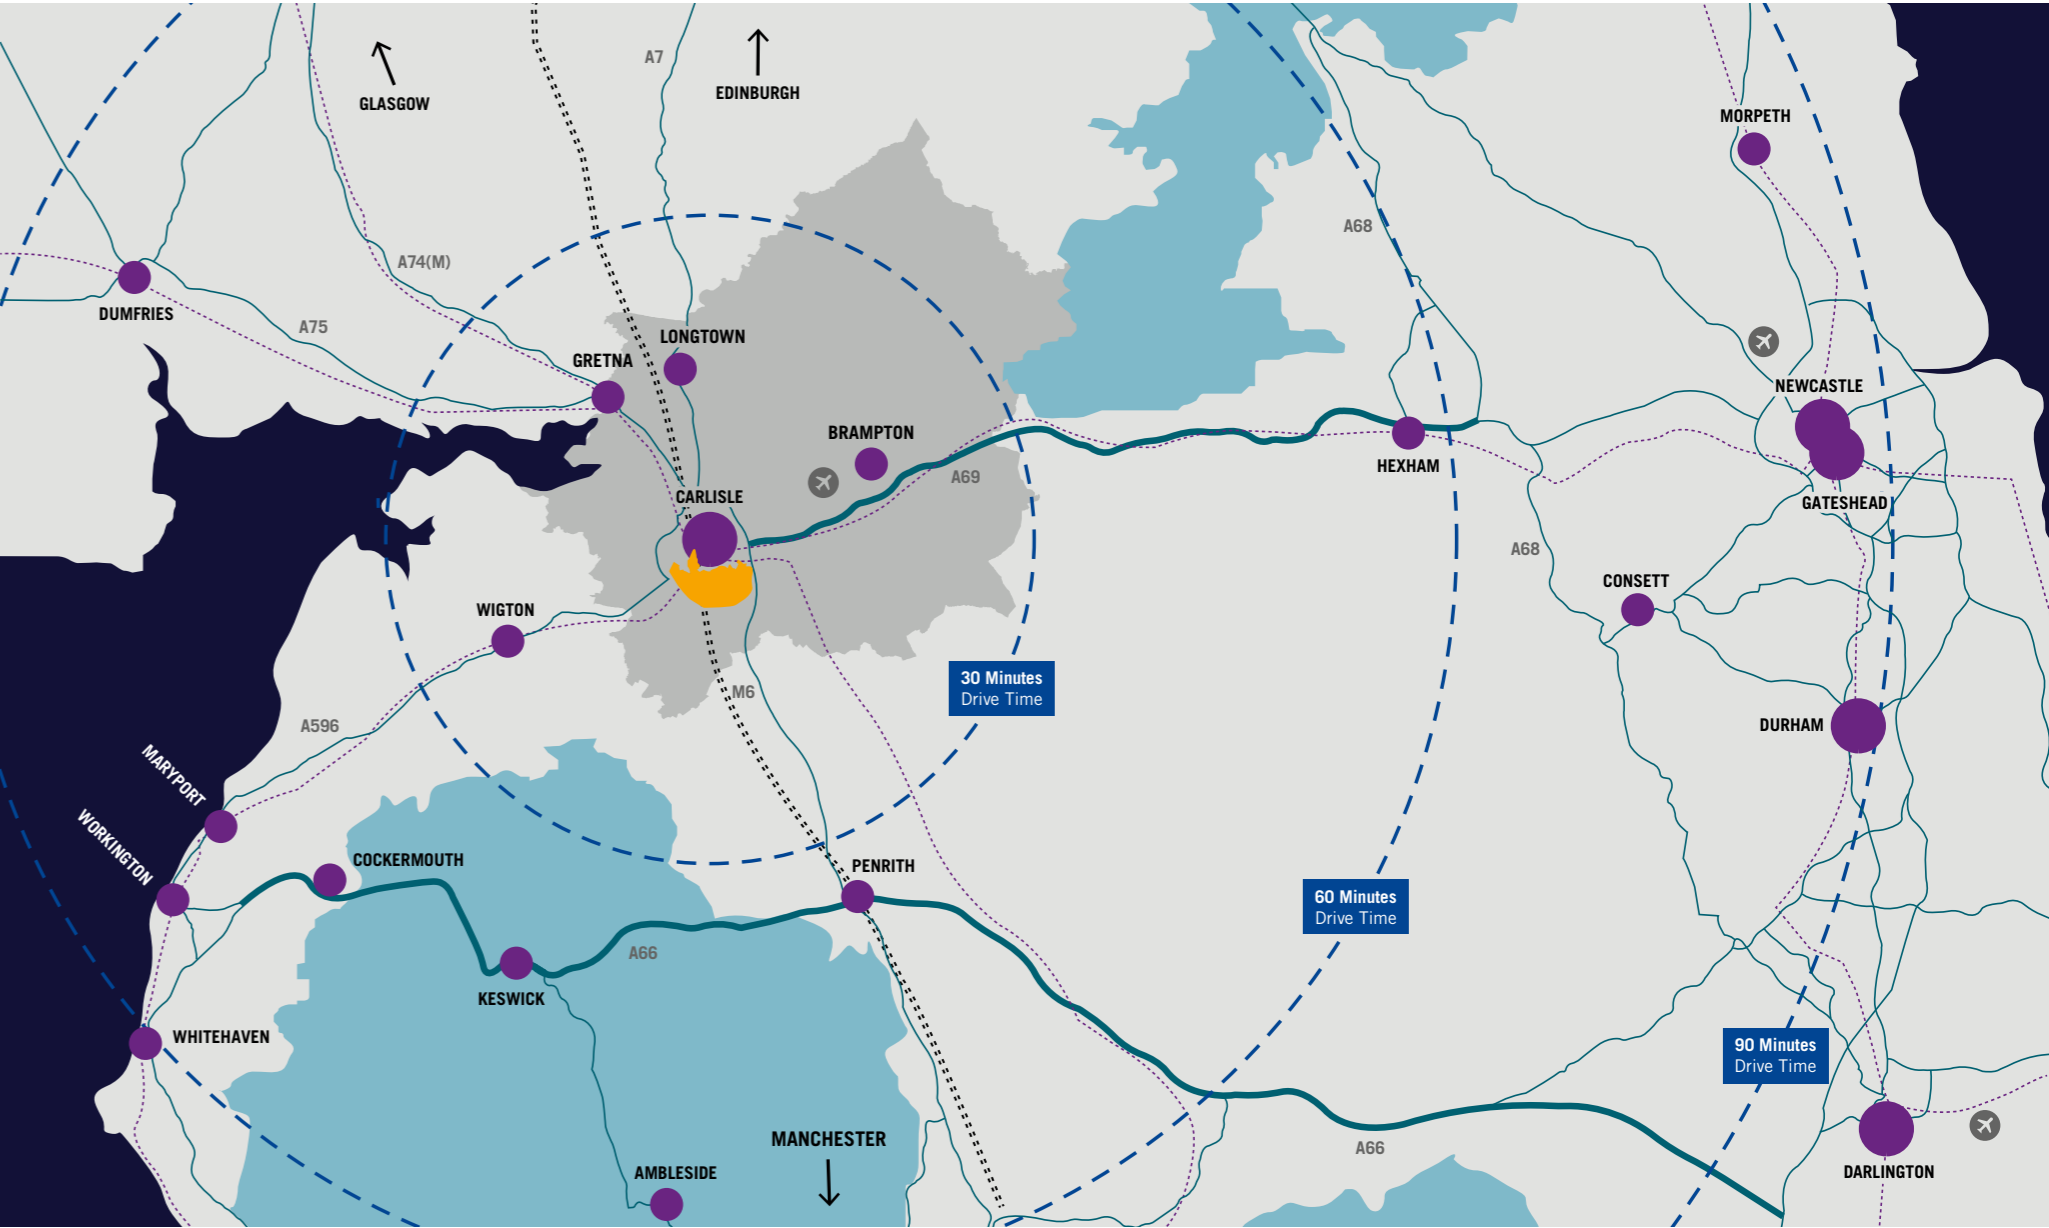 A7
EDINBURGH
GLASGOW
MORPETH
A68
A74(M)
DUMFRIES
A75
LONGTOWN
GRETNA
NEWCASTLE
BRAMPTON
HEXHAM
A69
CARLISLE
GATESHEAD
A68
CONSETT
WIGTON
30 Minutes
Drive Time
M6
A596
DURHAM
MARYPORT
WORKINGTON
COCKERMOUTH
PENRITH
60 Minutes
Drive Time
A66
KESWICK
WHITEHAVEN
90 Minutes
Drive Time
MANCHESTER
A66
AMBLESIDE
DARLINGTON